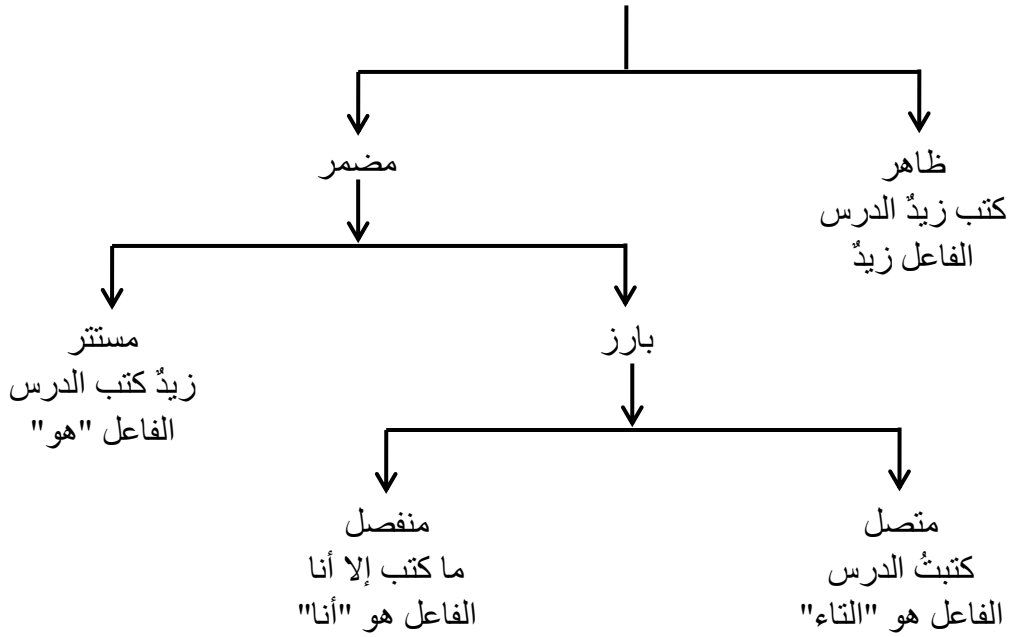 ظاهر
كتب زيدٌ الدرس
الفاعل زيدٌ
مضمر
بارز
مستتر
زيدٌ كتب الدرس
الفاعل "هو"
متصل
كتبتُ الدرس
الفاعل هو "التاء"
منفصل
ما كتب إلا أنا
الفاعل هو "أنا"